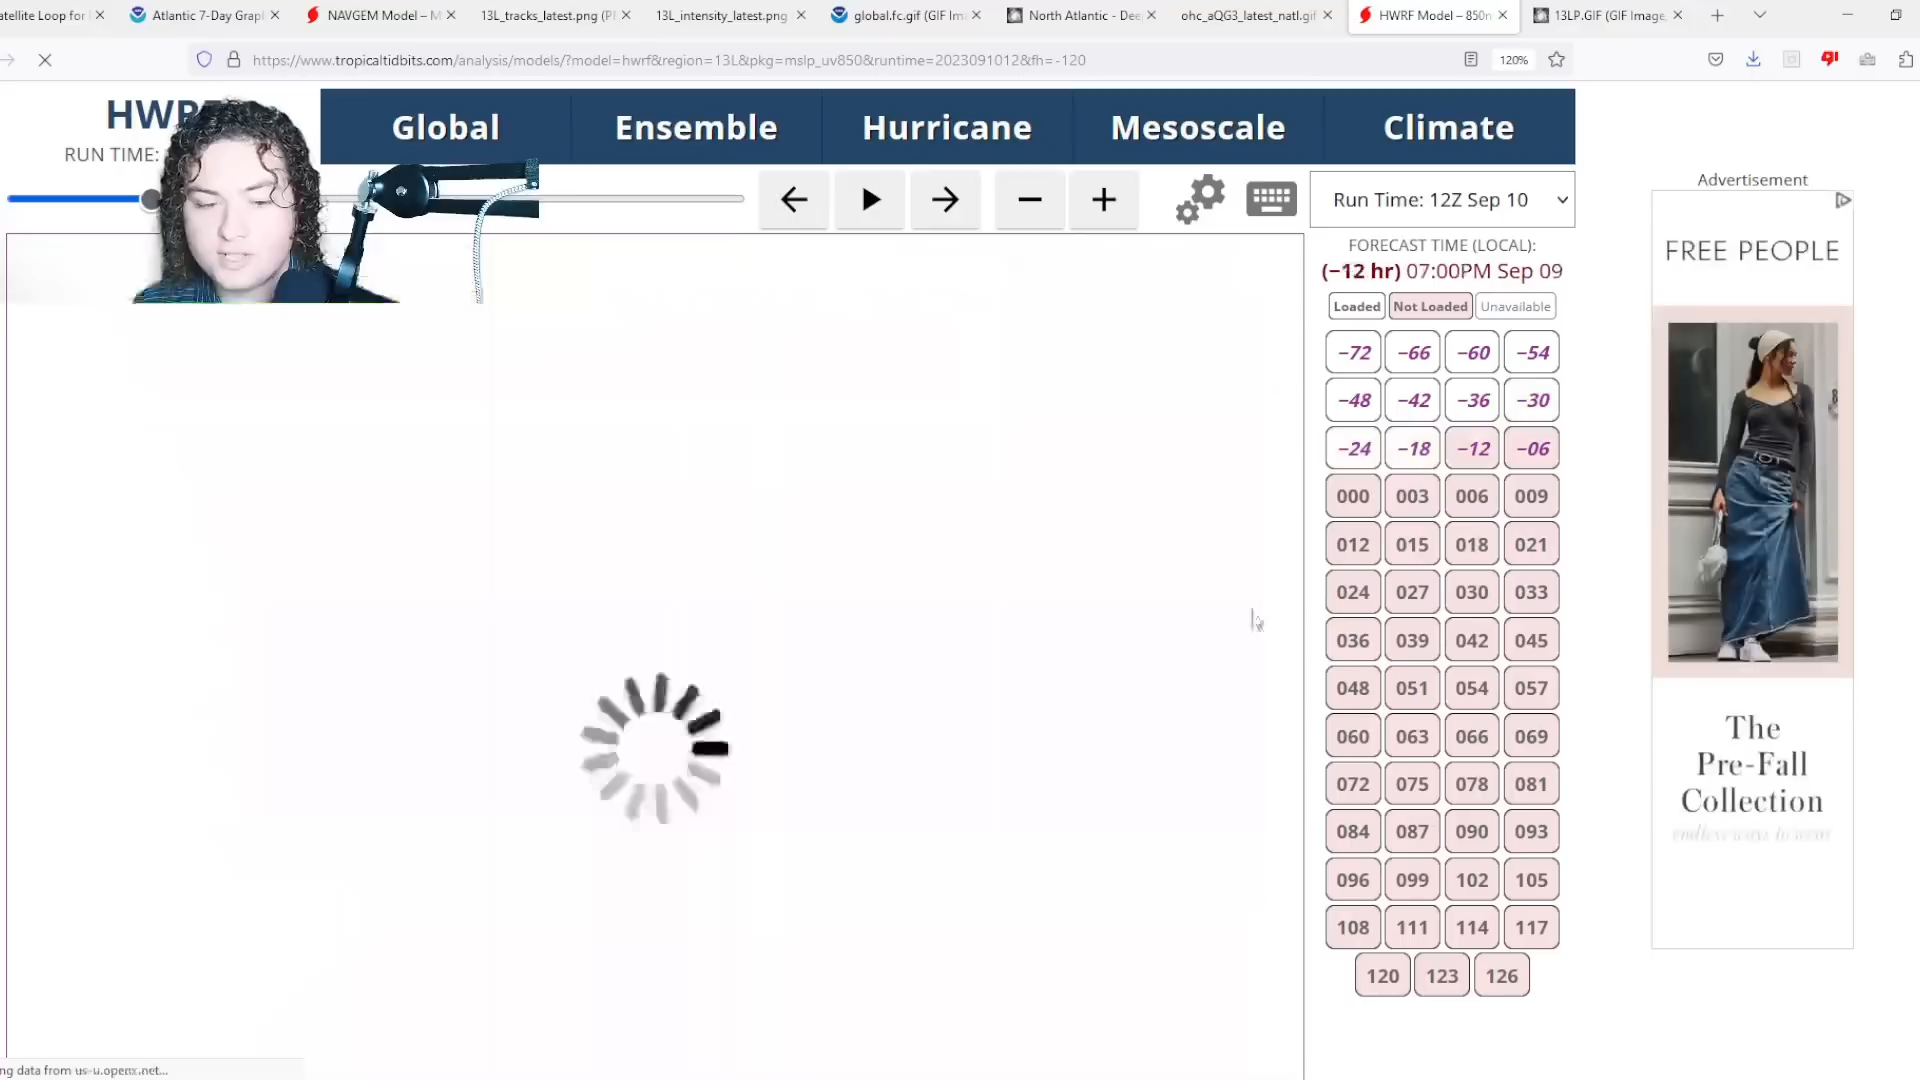 atellite Loop for
Atlantic 7-Day Grap
NAVGEM Model – M
13L_tracks_latest.png (P
13L_intensity_latest.png
global.fc.gif (GIF Im
North Atlantic - Dee
ohc_aQG3_latest_natl.gif
HWRF Model – 850m
13LP.GIF (GIF Image,
https://www.tropicaltidbits.com/analysis/models/?model=hwrf&region=13L&pkg=mslp_uv850&runtime=2023091012&fh=-120
120%
HWR
RUN TIME:
Global
Ensemble
Hurricane
Mesoscale
Climate
Run Time: 12Z Sep 10
FORECAST TIME (LOCAL):
(−12 hr) 07:00PM Sep 09
Loaded Not Loaded Unavailable
−72 −66 −60 −54
−48 −42 −36 −30
−24 −18 −12 −06
000 003 006 009
012 015 018 021
024 027 030 033
036 039 042 045
048 051 054 057
060 063 066 069
072 075 078 081
084 087 090 093
096 099 102 105
108 111 114 117
120 123 126
Advertisement
FREE PEOPLE
The
Pre-Fall
Collection
endless ways to wear
ng data from us-u.openx.net...